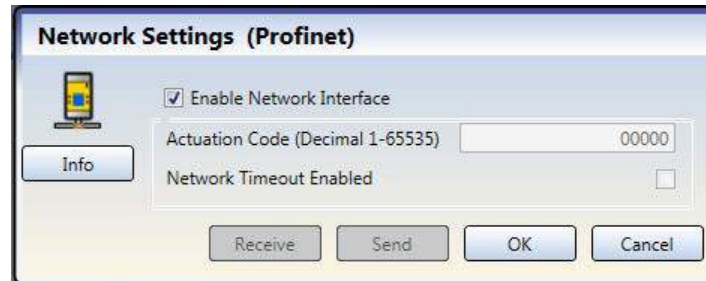 Network Settings (Profinet)
Enable Network Interface
Actuation Code (Decimal 1-65535) 00000
Info
Network Timeout Enabled
Receive Send OK Cancel